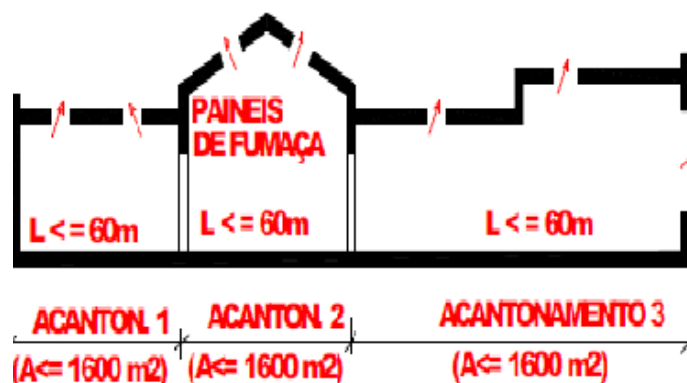 PAINEIS
DE FUMAÇA
L < = 60m
L < = 60m
L < = 60m
ACANTON. 1
ACANTON. 2
ACANTONAMENTO 3
(A<= 1600 m2)
(A<= 1600 m2)
(A<= 1600 m2)